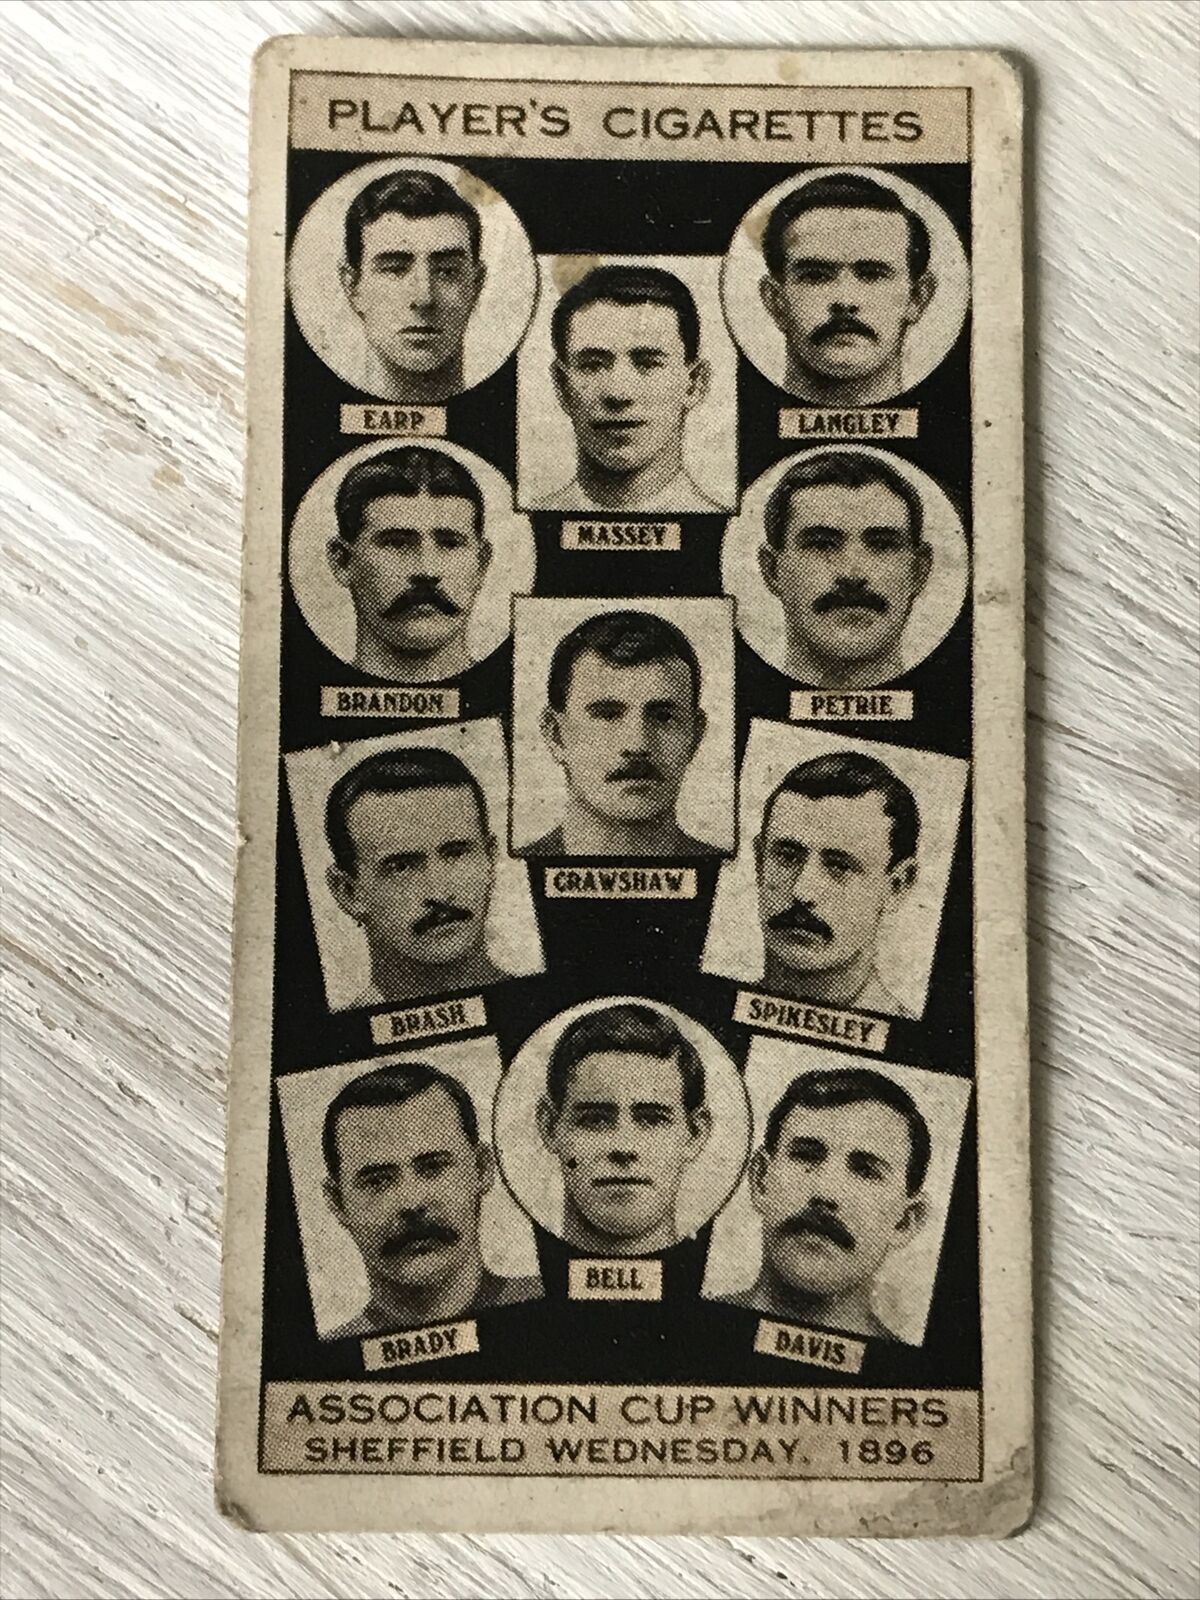 PLAYER'S CIGARETTES
EARP
LANGLEY
MASSEY
BRANDON
PETRIE
CRAWSHAW
BRASH
SPIKESLEY
BELL
BRADY
DAVIS
ASSOCIATION CUP WINNERS
SHEFFIELD WEDNESDAY. 1896